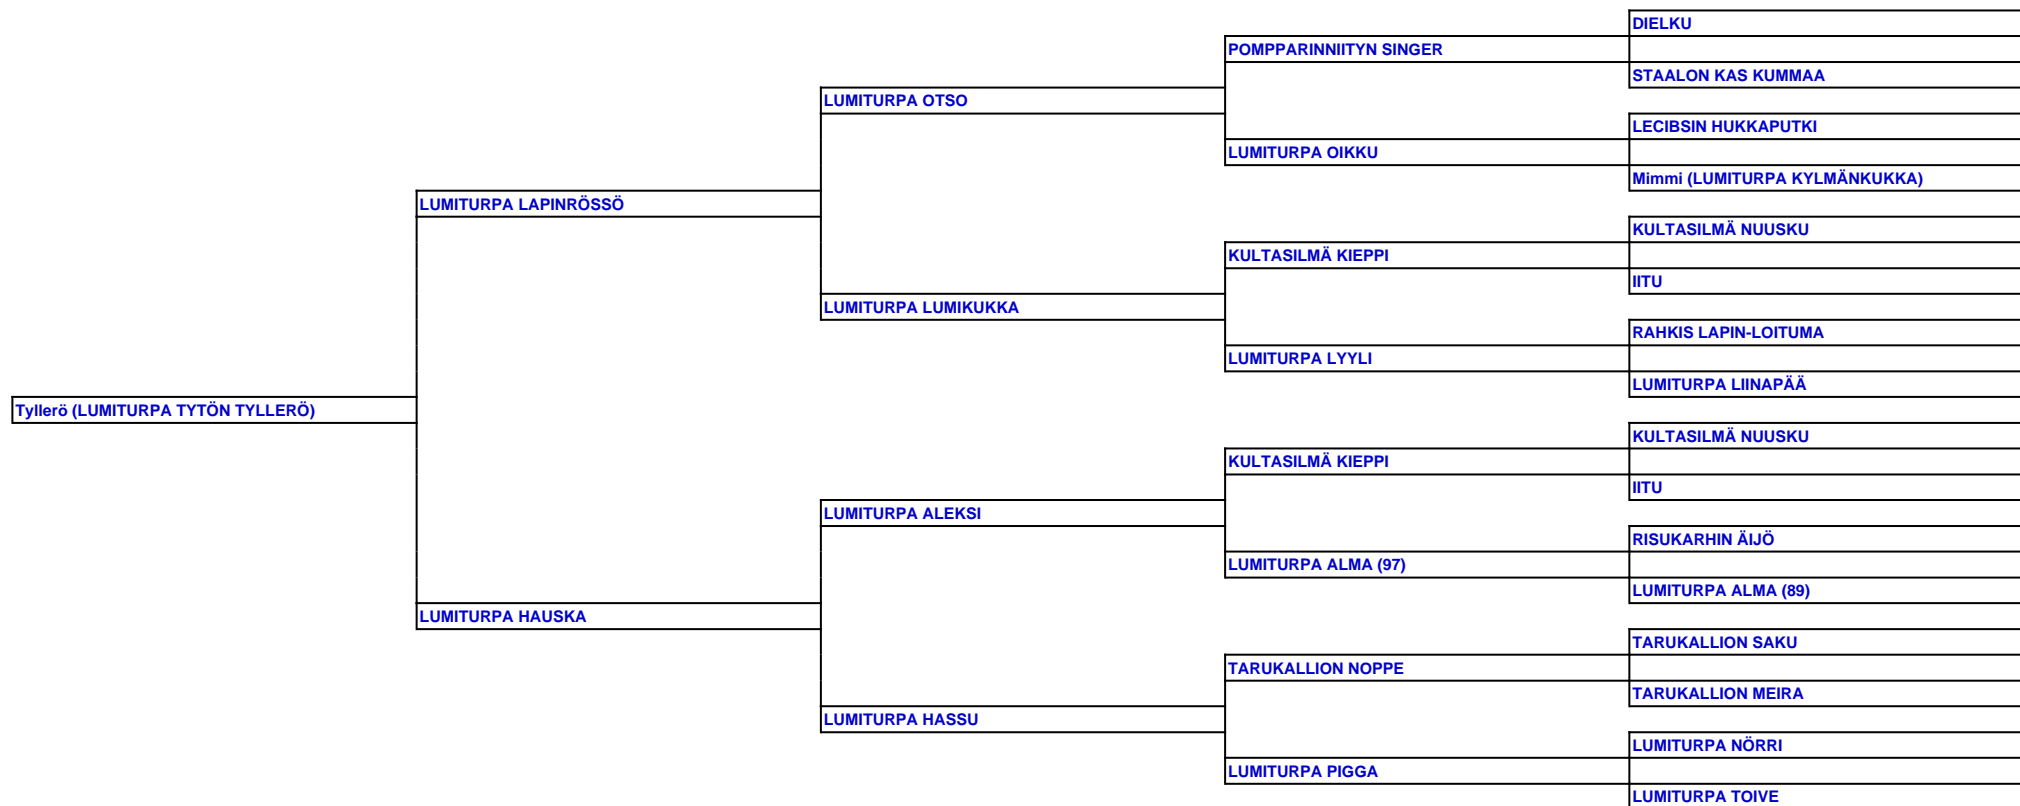 DIELKU
POMPPARINNIITYN SINGER
STAALON KAS KUMMAA
LUMITURPA OTSO
LECIBSIN HUKKAPUTKI
LUMITURPA OIKKU
Mimmi (LUMITURPA KYLMÄNKUKKA)
LUMITURPA LAPINRÖSSÖ
KULTASILMÄ NUUSKU
KULTASILMÄ KIEPPI
IITU
LUMITURPA LUMIKUKKA
RAHKIS LAPIN-LOITUMA
LUMITURPA LYYLI
LUMITURPA LIINAPÄÄ
Tyllerö (LUMITURPA TYTÖN TYLLERÖ)
KULTASILMÄ NUUSKU
KULTASILMÄ KIEPPI
IITU
LUMITURPA ALEKSI
RISUKARHIN ÄIJÖ
LUMITURPA ALMA (97)
LUMITURPA ALMA (89)
LUMITURPA HAUSKA
TARUKALLION SAKU
TARUKALLION NOPPE
TARUKALLION MEIRA
LUMITURPA HASSU
LUMITURPA NÖRRI
LUMITURPA PIGGA
LUMITURPA TOIVE